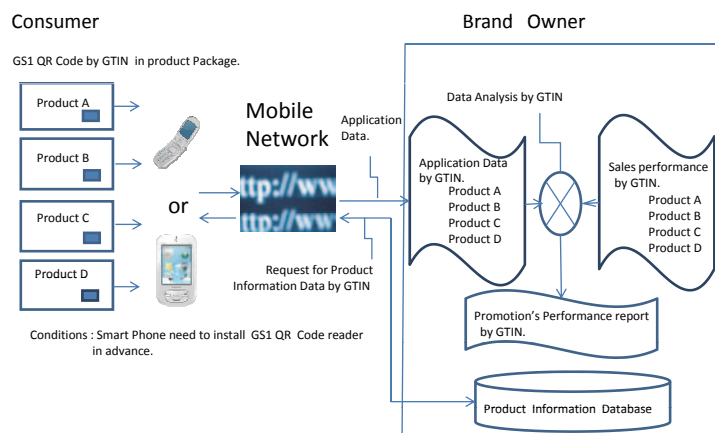 Consumer
Brand Owner
GS1 QR Code by GTIN in product Package.
Product A
Product B
Product C
Product D
or
Mobile
Network
ttp://ww
ttp://ww
Application
Data.
Request for Product
Information Data by GTIN
Conditions : Smart Phone need to install GS1 QR Code reader
in advance.
Data Analysis by GTIN
Application Data
by GTIN.
Product A
Product B
Product C
Product D
Sales performance
by GTIN.
Product A
Product B
Product C
Product D
Promotion's Performance report
by GTIN.
Product Information Database